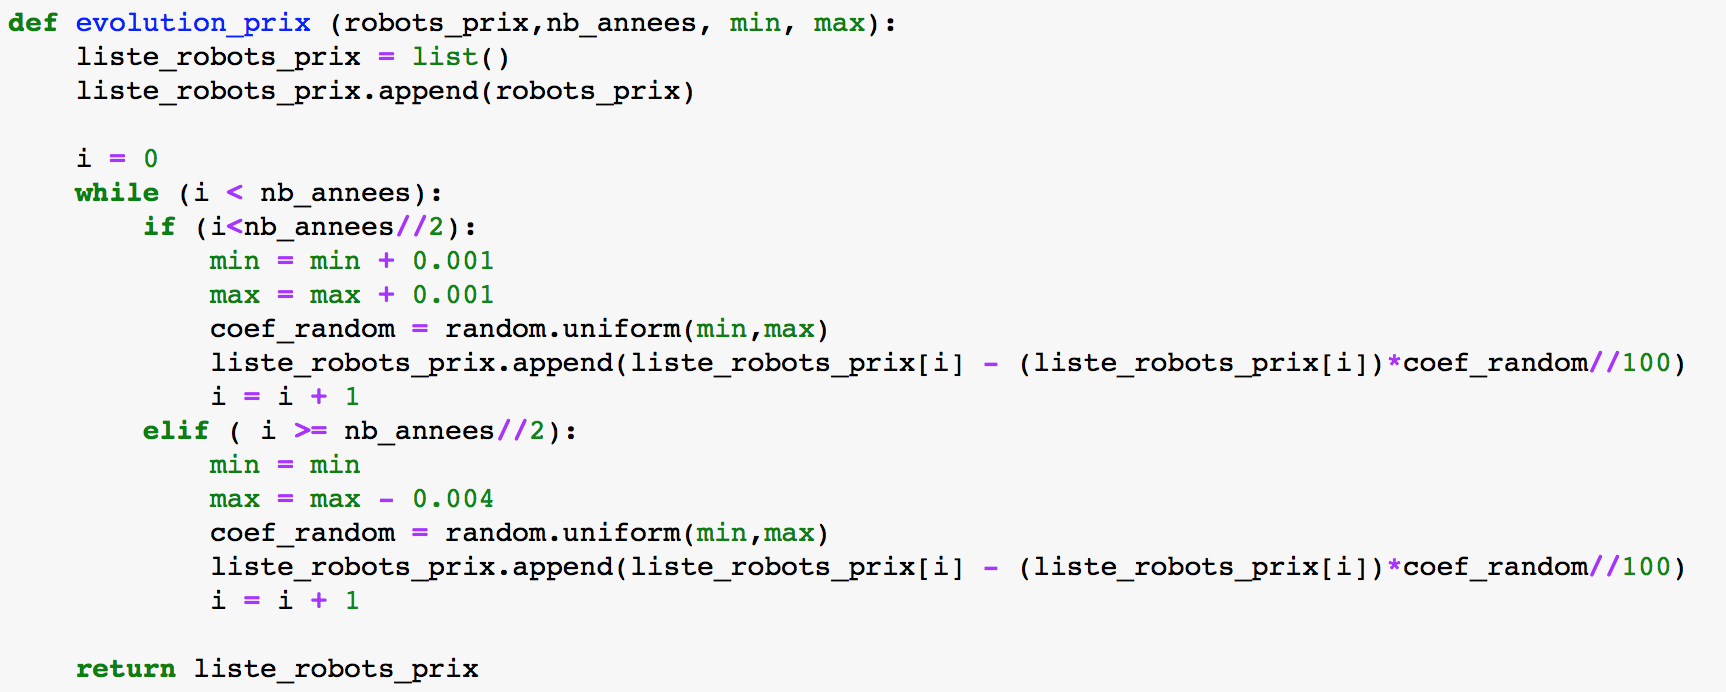 def evolution_prix (robots_prix,nb_annees, min, max):
    liste_robots_prix = list()
    liste_robots_prix.append(robots_prix)

    i = 0
    while (i < nb_annees):
        if (i<nb_annees//2):
            min = min + 0.001
            max = max + 0.001
            coef_random = random.uniform(min,max)
            liste_robots_prix.append(liste_robots_prix[i] - (liste_robots_prix[i])*coef_random//100)
            i = i + 1
        elif ( i >= nb_annees//2):
            min = min
            max = max - 0.004
            coef_random = random.uniform(min,max)
            liste_robots_prix.append(liste_robots_prix[i] - (liste_robots_prix[i])*coef_random//100)
            i = i + 1

    return liste_robots_prix